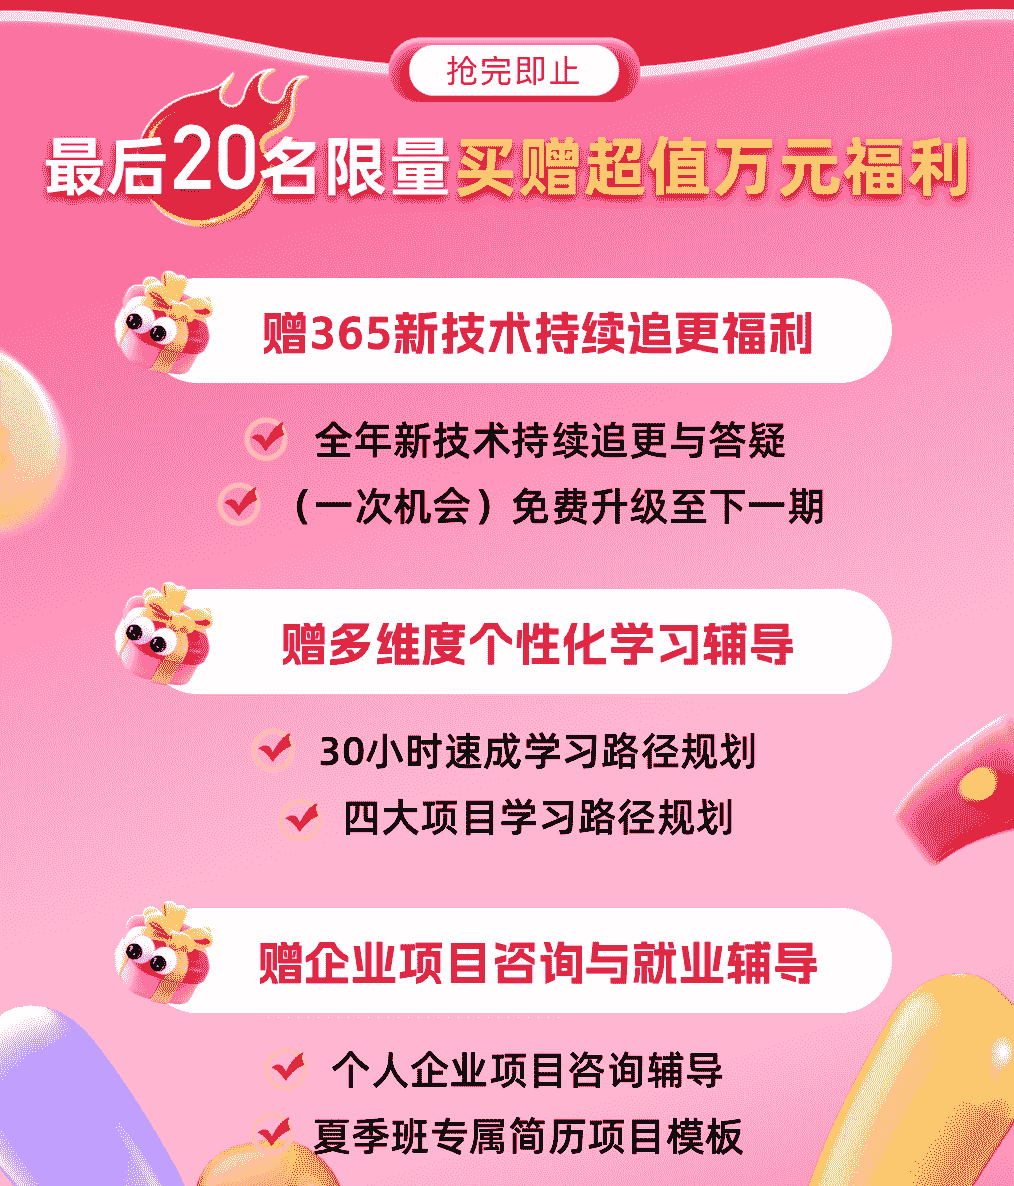 抢完即止
最后20名限量买赠超值万元福利
赠365新技术持续追更福利
全年新技术持续追更与答疑
（一次机会）免费升级至下一期
赠多维度个性化学习辅导
30小时速成学习路径规划
四大项目学习路径规划
赠企业项目咨询与就业辅导
个人企业项目咨询辅导
夏季班专属简历项目模板